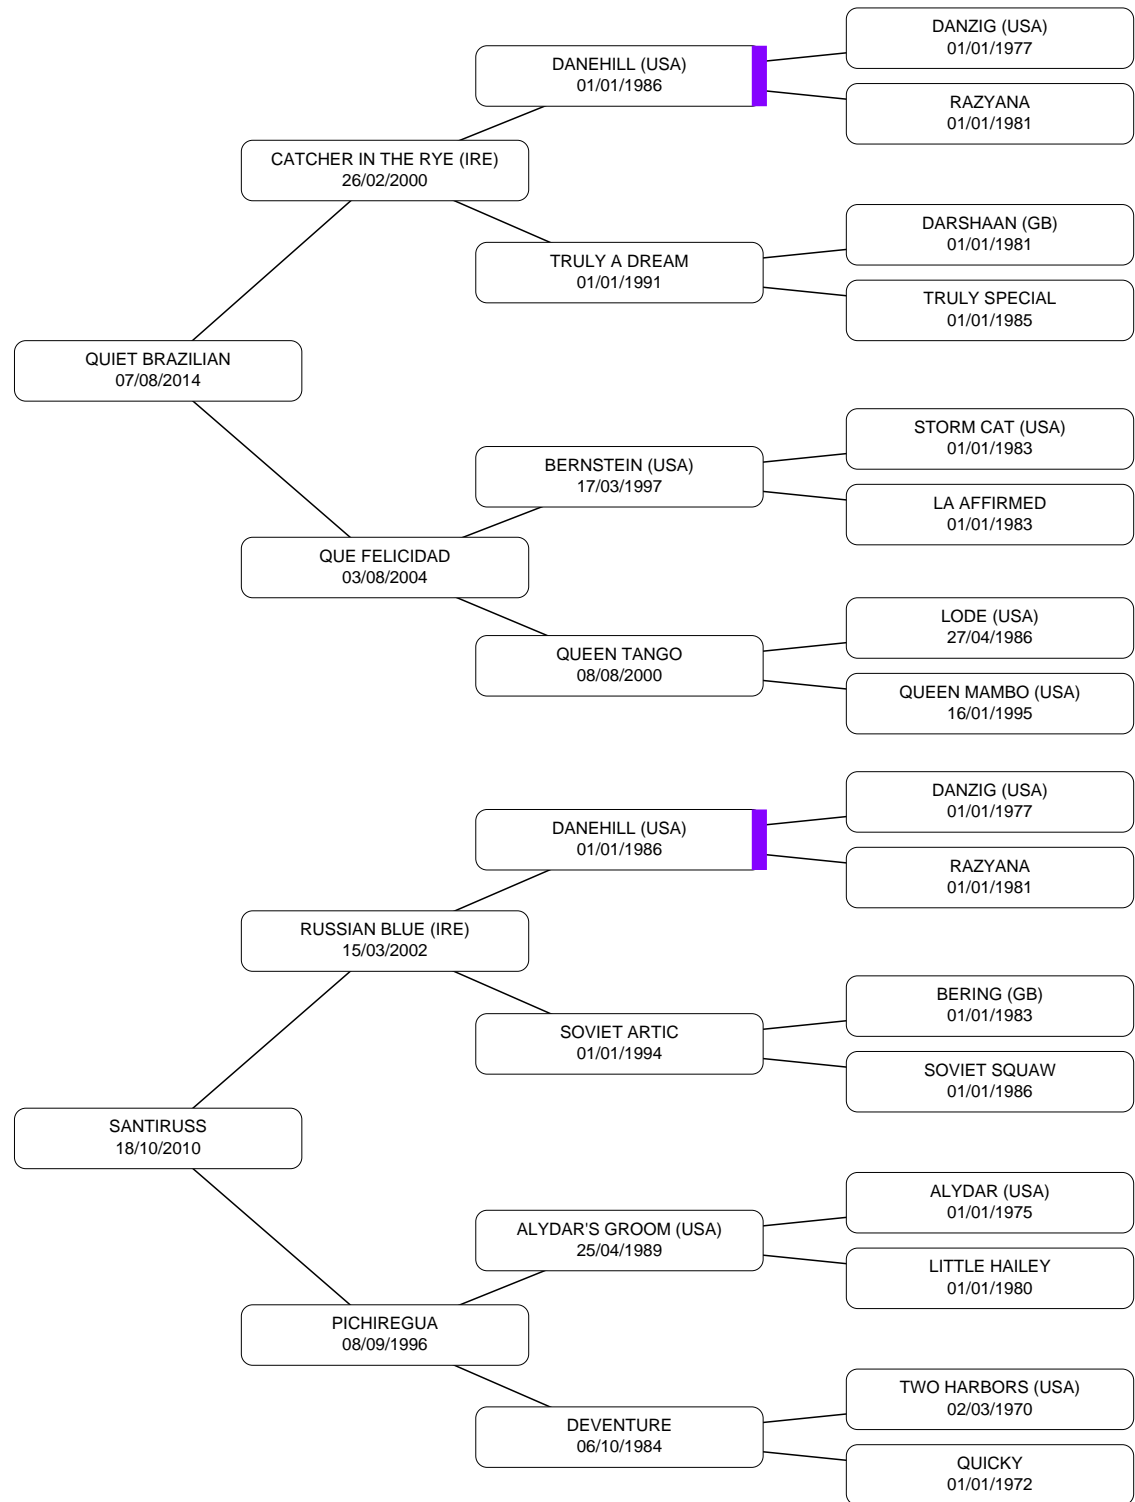 DANZIG (USA)
01/01/1977
DANEHILL (USA)
01/01/1986
RAZYANA
01/01/1981
CATCHER IN THE RYE (IRE)
26/02/2000
DARSHAAN (GB)
01/01/1981
TRULY A DREAM
01/01/1991
TRULY SPECIAL
01/01/1985
QUIET BRAZILIAN
07/08/2014
STORM CAT (USA)
01/01/1983
BERNSTEIN (USA)
17/03/1997
LA AFFIRMED
01/01/1983
QUE FELICIDAD
03/08/2004
LODE (USA)
27/04/1986
QUEEN TANGO
08/08/2000
QUEEN MAMBO (USA)
16/01/1995
DANZIG (USA)
01/01/1977
DANEHILL (USA)
01/01/1986
RAZYANA
01/01/1981
RUSSIAN BLUE (IRE)
15/03/2002
BERING (GB)
01/01/1983
SOVIET ARTIC
01/01/1994
SOVIET SQUAW
01/01/1986
SANTIRUSS
18/10/2010
ALYDAR (USA)
01/01/1975
ALYDAR'S GROOM (USA)
25/04/1989
LITTLE HAILEY
01/01/1980
PICHIREGUA
08/09/1996
TWO HARBORS (USA)
02/03/1970
DEVENTURE
06/10/1984
QUICKY
01/01/1972